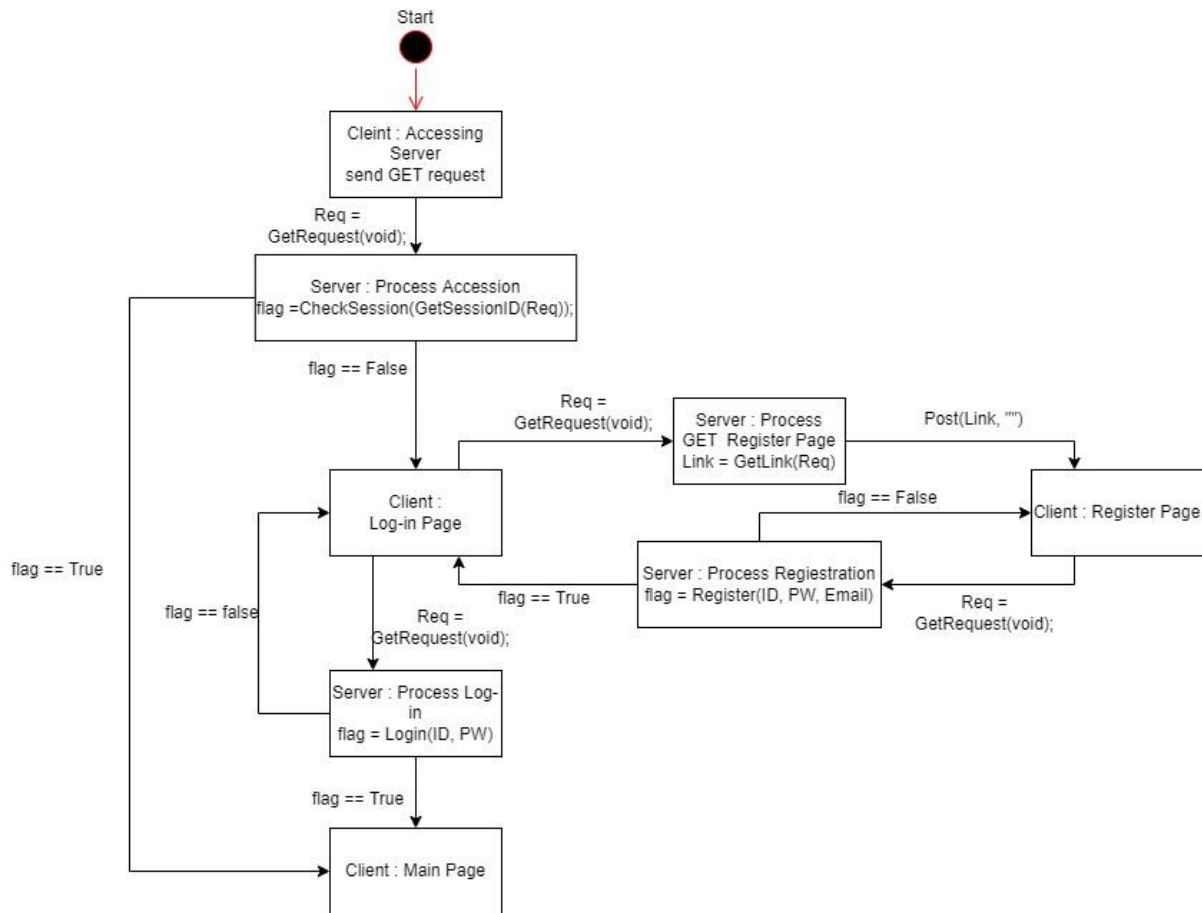 Start
Cleint : Accessing
Server
send GET request
Req =
GetRequest(void);
Server : Process Accession
flag =CheckSession(GetSessionID(Req));
flag == False
Req =
GetRequest(void);
Server : Process
GET  Register Page
Link = GetLink(Req)
Post(Link, "")
Client :
Log-in Page
flag == False
Client : Register Page
flag == True
Server : Process Regiestration
flag = Register(ID, PW, Email)
flag == True
Req =
GetRequest(void);
flag == false
Req =
GetRequest(void);
Server : Process Log-
in
flag = Login(ID, PW)
flag == True
Client : Main Page